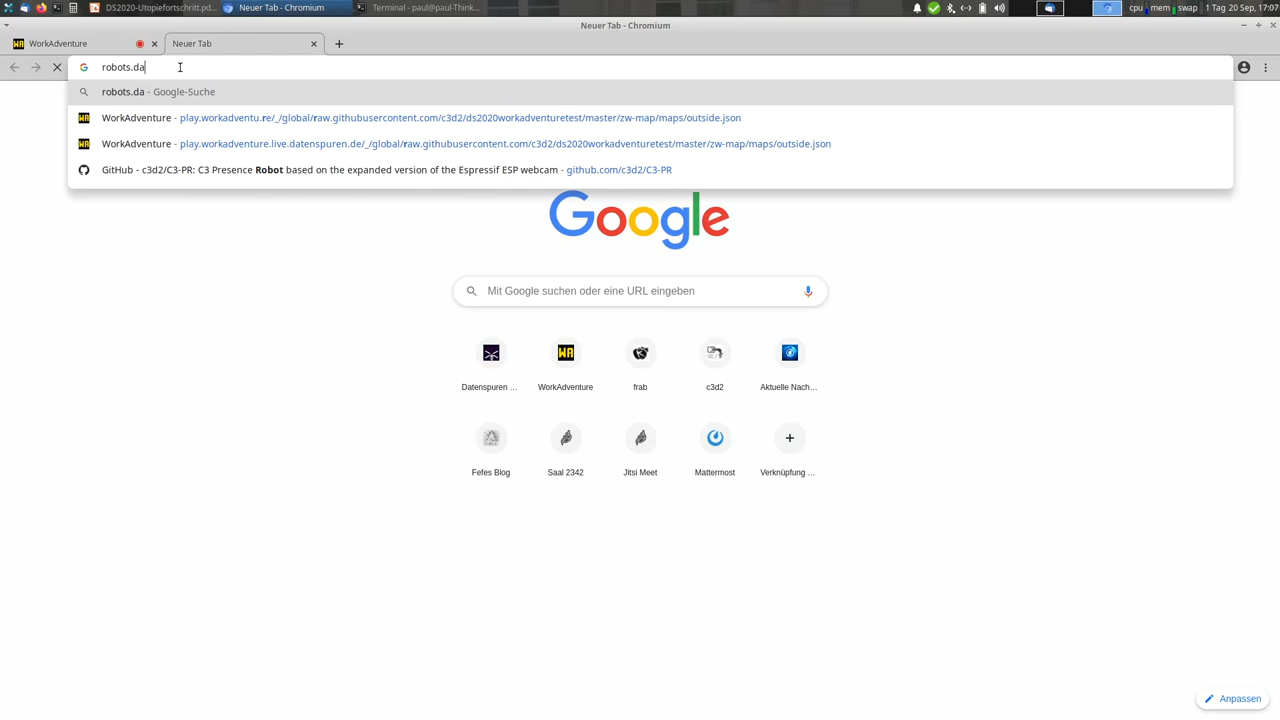 DS2020-Utopiefortschritt.pd...
Neuer Tab - Chromium
Terminal - paul@paul-Think...
cpu
mem
swap
1 Tag 20 Sep, 17:07
Neuer Tab - Chromium
WA WorkAdventure
Neuer Tab
robots.da
robots.da - Google-Suche
WA WorkAdventure - play.workadventu.re/_/global/raw.githubusercontent.com/c3d2/ds2020workadventuretest/master/zw-map/maps/outside.json
WA WorkAdventure - play.workadventure.live.datenspuren.de/_/global/raw.githubusercontent.com/c3d2/ds2020workadventuretest/master/zw-map/maps/outside.json
GitHub - c3d2/C3-PR: C3 Presence Robot based on the expanded version of the Espressif ESP webcam - github.com/c3d2/C3-PR
Google
Mit Google suchen oder eine URL eingeben
WA
Datenspuren ...
WorkAdventure
frab
c3d2
Aktuelle Nach...
Fefes Blog
Saal 2342
Jitsi Meet
Mattermost
Verknüpfung ...
Anpassen